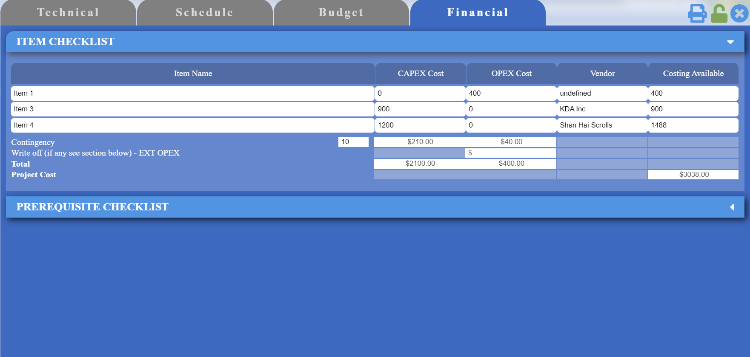 Technical Schedule Budget Financial
ITEM CHECKLIST
Item Name CAPEX Cost OPEX Cost Vendor Costing Available
Item 1 0 400 undefined 400
Item 3 900 0 KDA Inc 900
Item 4 1200 0 Shan Hai Scrolls 1488
Contingency 10 $210.00 $40.00
Write off (if any see section below) - EXT OPEX $
Total $2100.00 $400.00
Project Cost $3038.00
PREREQUISITE CHECKLIST